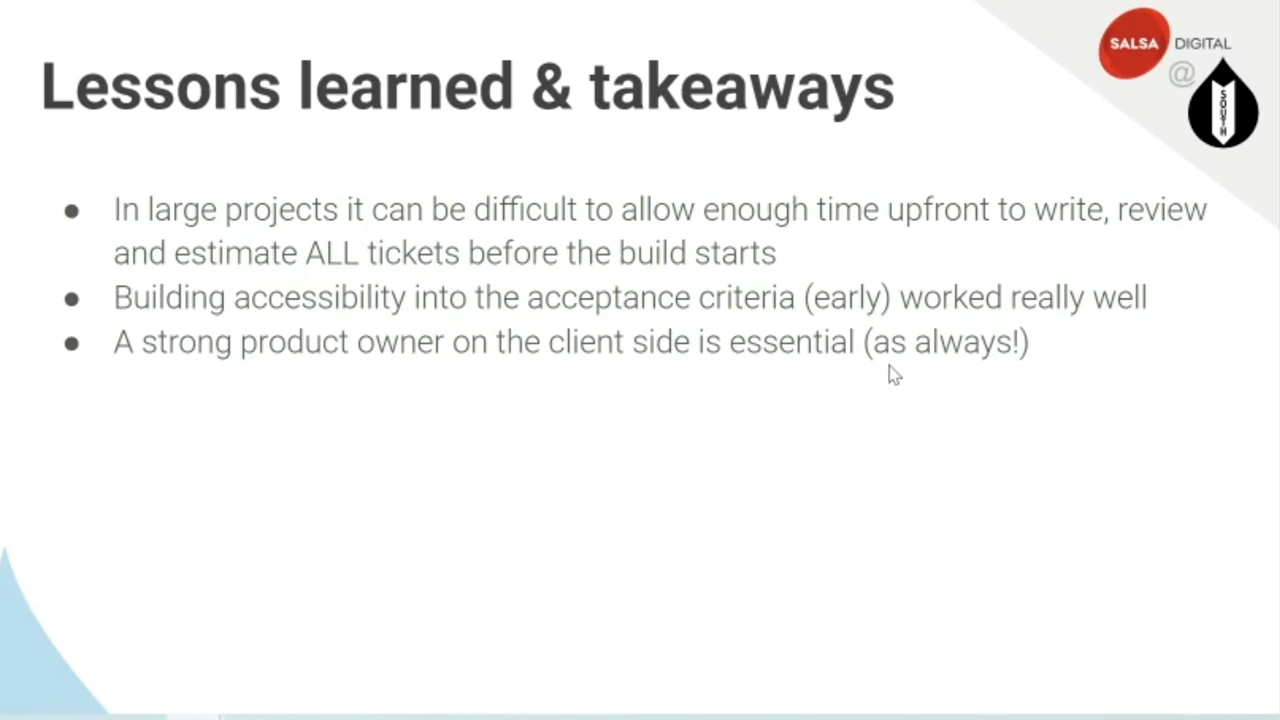 SALSA DIGITAL
@
SOUTH
Lessons learned & takeaways
● In large projects it can be difficult to allow enough time upfront to write, review
and estimate ALL tickets before the build starts
● Building accessibility into the acceptance criteria (early) worked really well
● A strong product owner on the client side is essential (as always!)